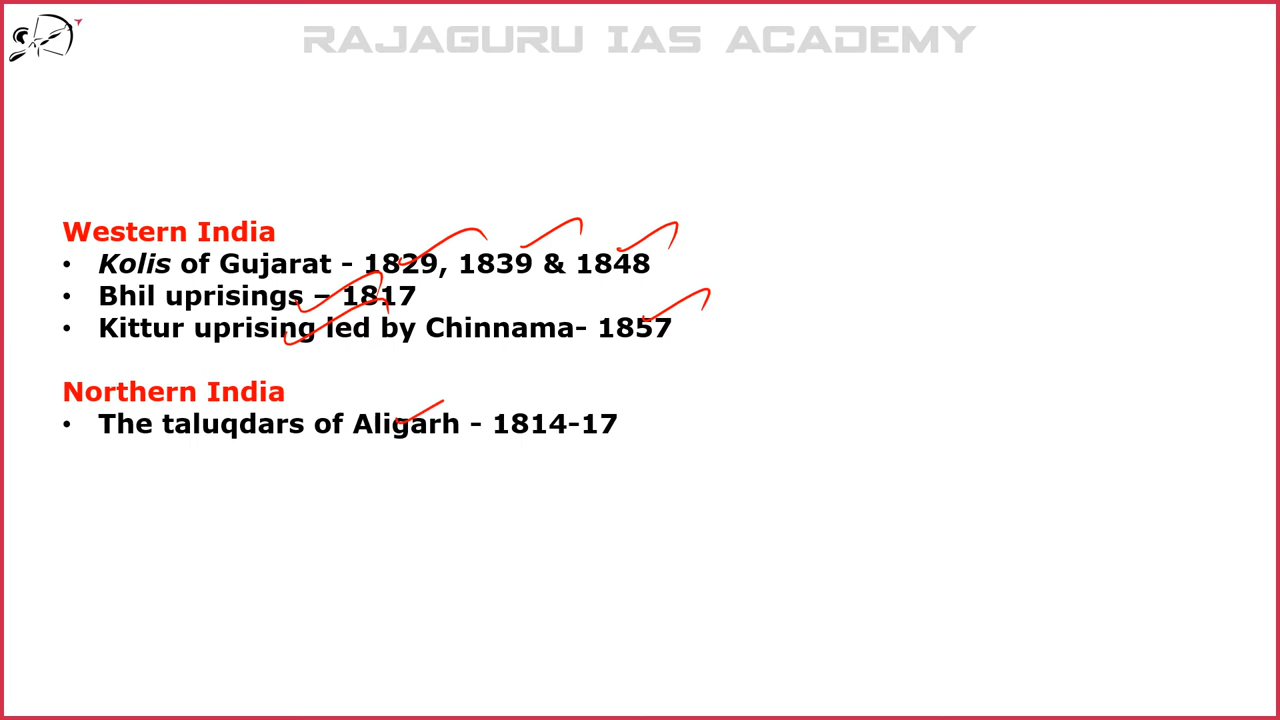 RAJAGURU IAS ACADEMY
Western India
• Kolis of Gujarat - 1829, 1839 & 1848
• Bhil uprisings – 1817
• Kittur uprising led by Chinnama- 1857
Northern India
• The taluqdars of Aligarh - 1814-17